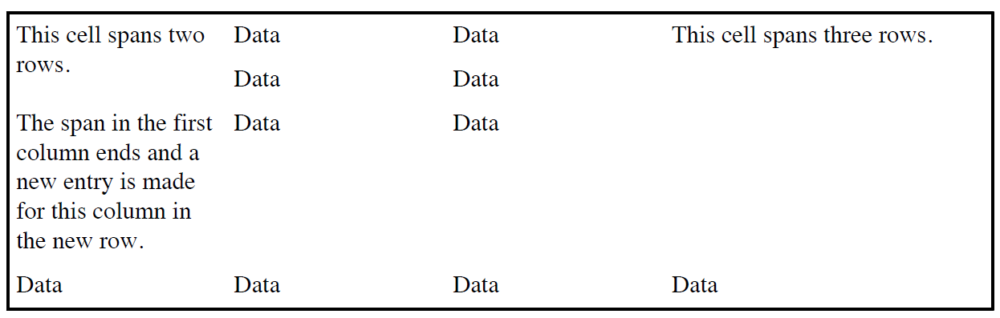 This cell spans two Data Data This cell spans three rows.
rows.
Data Data
The span in the first Data Data
column ends and a
new entry is made
for this column in
the new row.
Data Data Data Data